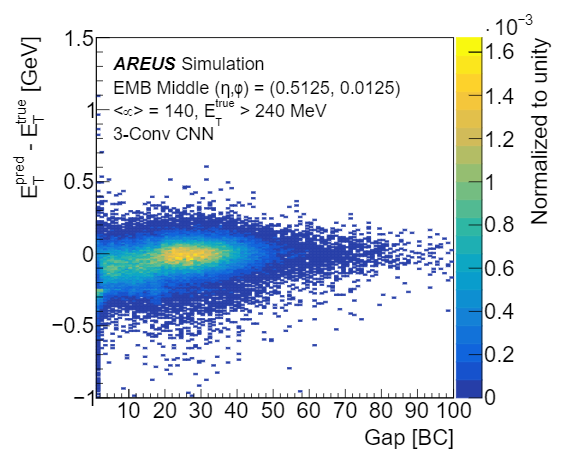 . 10⁻³
1.5
1
0.5
0
−0.5
−1
E_T^pred - E_T^true [GeV]
AREUS Simulation
EMB Middle (η,φ) = (0.5125, 0.0125)
<∝> = 140, E_T^true > 240 MeV
3-Conv CNN
10 20 30 40 50 60 70 80 90 100
Gap [BC]
1.6
1.4
1.2
1
0.8
0.6
0.4
0.2
0
Normalized to unity